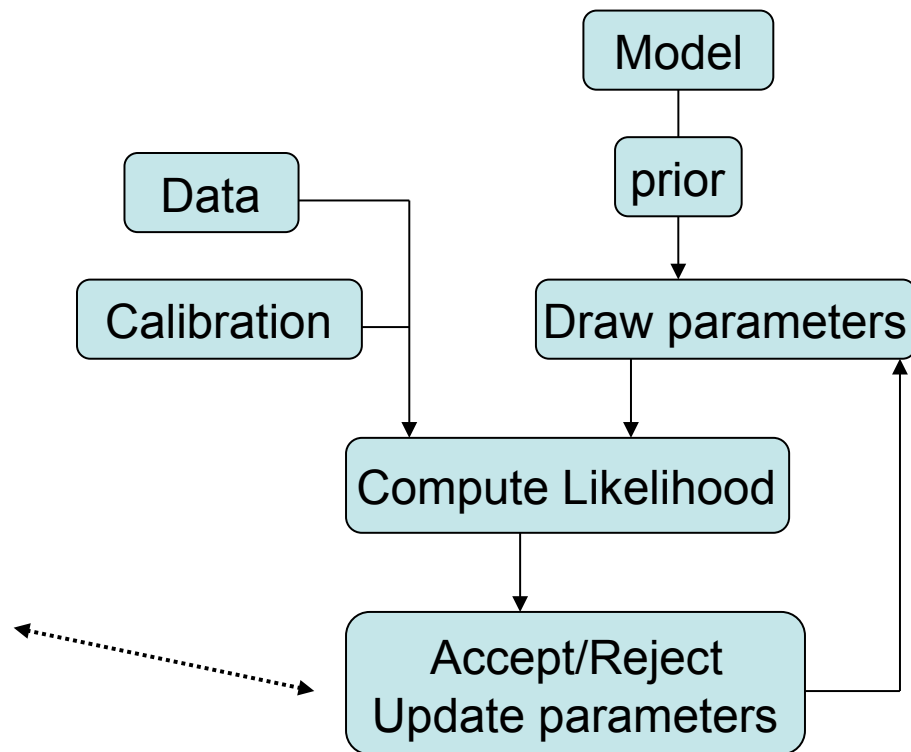 Model
prior
Data
Calibration
Draw parameters
Compute Likelihood
Accept/Reject
Update parameters